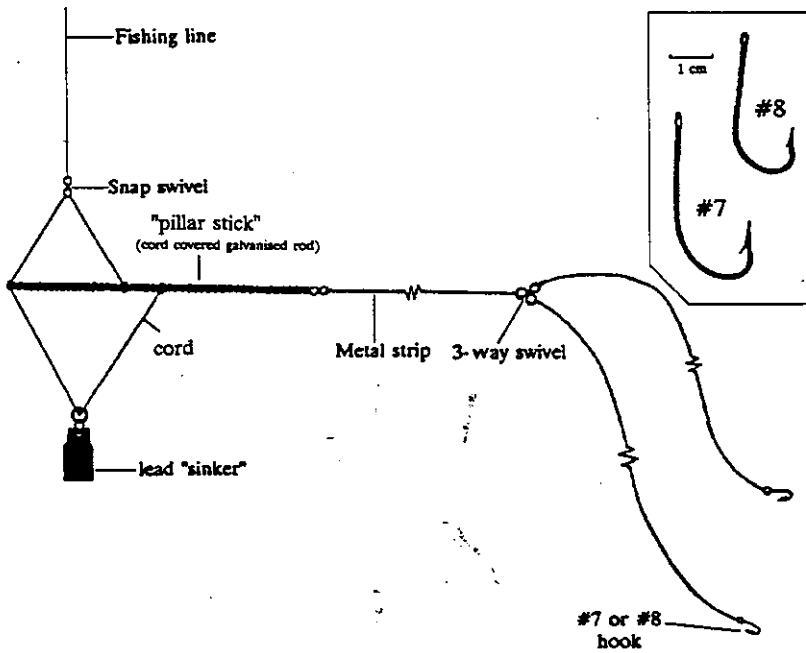 Fishing line
1 cm
#8
#7
Snap swivel
"pillar stick"
(cord covered galvanised rod)
cord
Metal strip
3-way swivel
lead "sinker"
#7 or #8
hook